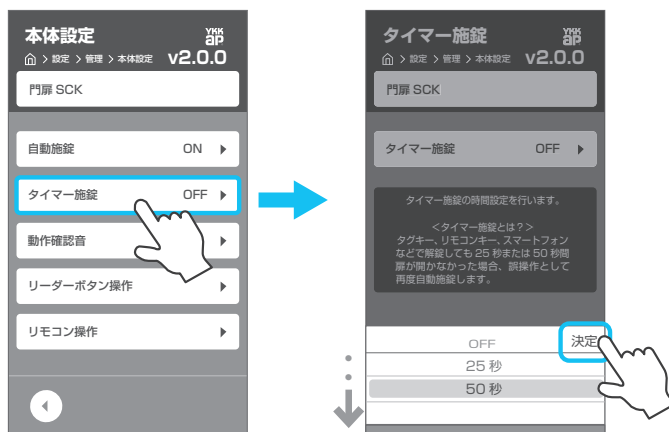 本体設定
YKK
ap
設定 > 管理 > 本体設定
v2.0.0
門扉 SCK
自動施錠 ON
タイマー施錠 OFF
動作確認音
リーダーボタン操作
リモコン操作
タイマー施錠
YKK
ap
設定 > 管理 > 本体設定
v2.0.0
門扉 SCK
タイマー施錠 OFF
タイマー施錠の時間設定を行います。
＜タイマー施錠とは？＞
タグキー、リモコンキー、スマートフォン
などで解錠しても 25 秒または 50 秒間
扉が開かなかった場合、誤操作として
再度自動施錠します。
OFF
決定
25 秒
50 秒